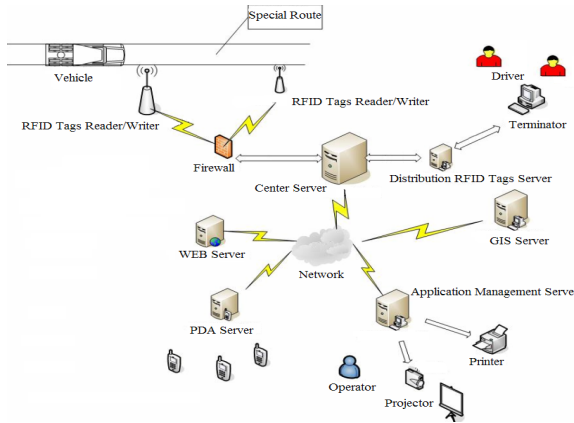 Special Route
Vehicle
RFID Tags Reader/Writer
RFID Tags Reader/Writer
Driver
Terminator
Firewall
Center Server
Distribution RFID Tags Server
WEB Server
Network
GIS Server
PDA Server
Application Management Serve
Printer
Operator
Projector